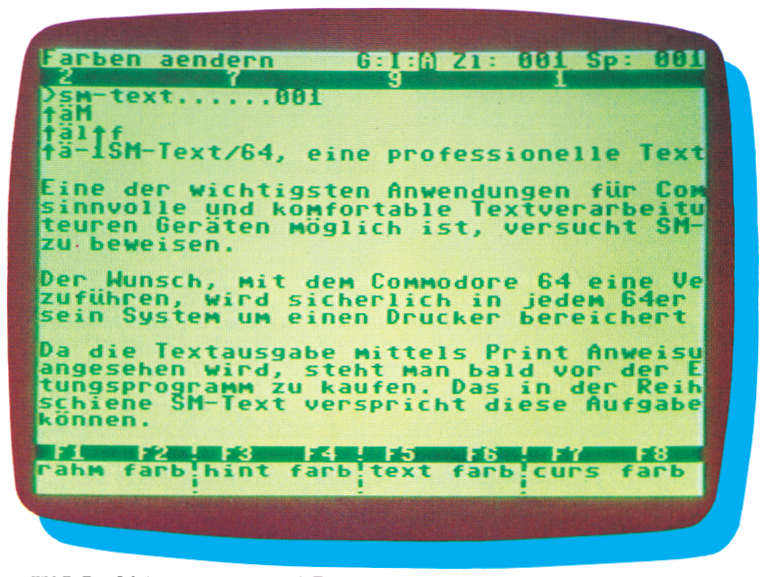 Farben aendern G:I:A Zl: 001 Sp: 001
2 7 9 1
>sm-text......001
↑äM
↑äl↑f
↑ä-1SM-Text/64, eine professionelle Text
Eine der wichtigsten Anwendungen für Com
sinnvolle und komfortable Textverarbeitu
teuren Geräten möglich ist, versucht SM-
zu beweisen.
Der Wunsch, mit dem Commodore 64 eine Ve
zuführen, wird sicherlich in jedem 64er
sein System um einen Drucker bereichert
Da die Textausgabe mittels Print Anweisu
angesehen wird, steht man bald vor der E
tungsprogramm zu kaufen. Das in der Reih
schiene SM-Text verspricht diese Aufgabe
können.
F1 F2 ! F3 F4 ! F5 F6 ! F7 F8
rahm farb¦hint farb¦text farb¦curs farb